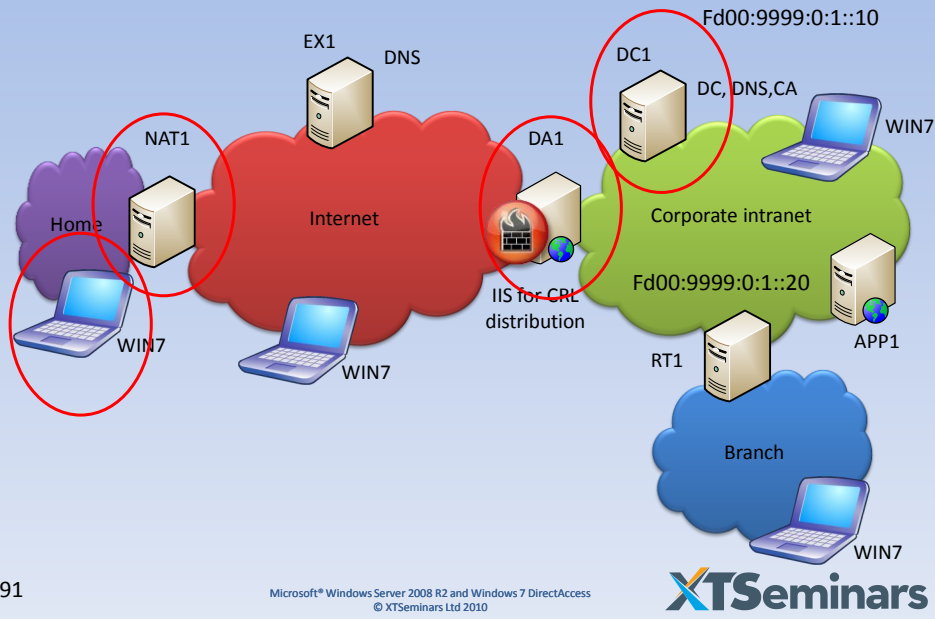 Fd00:9999:0:1::10
EX1
DNS
DC1
DC, DNS,CA
WIN7
NAT1
DA1
Home
Internet
Corporate intranet
IIS for CRL
distribution
Fd00:9999:0:1::20
WIN7
WIN7
RT1
APP1
Branch
WIN7
91
Microsoft® Windows Server 2008 R2 and Windows 7 DirectAccess
© XTSeminars Ltd 2010
XTSeminars